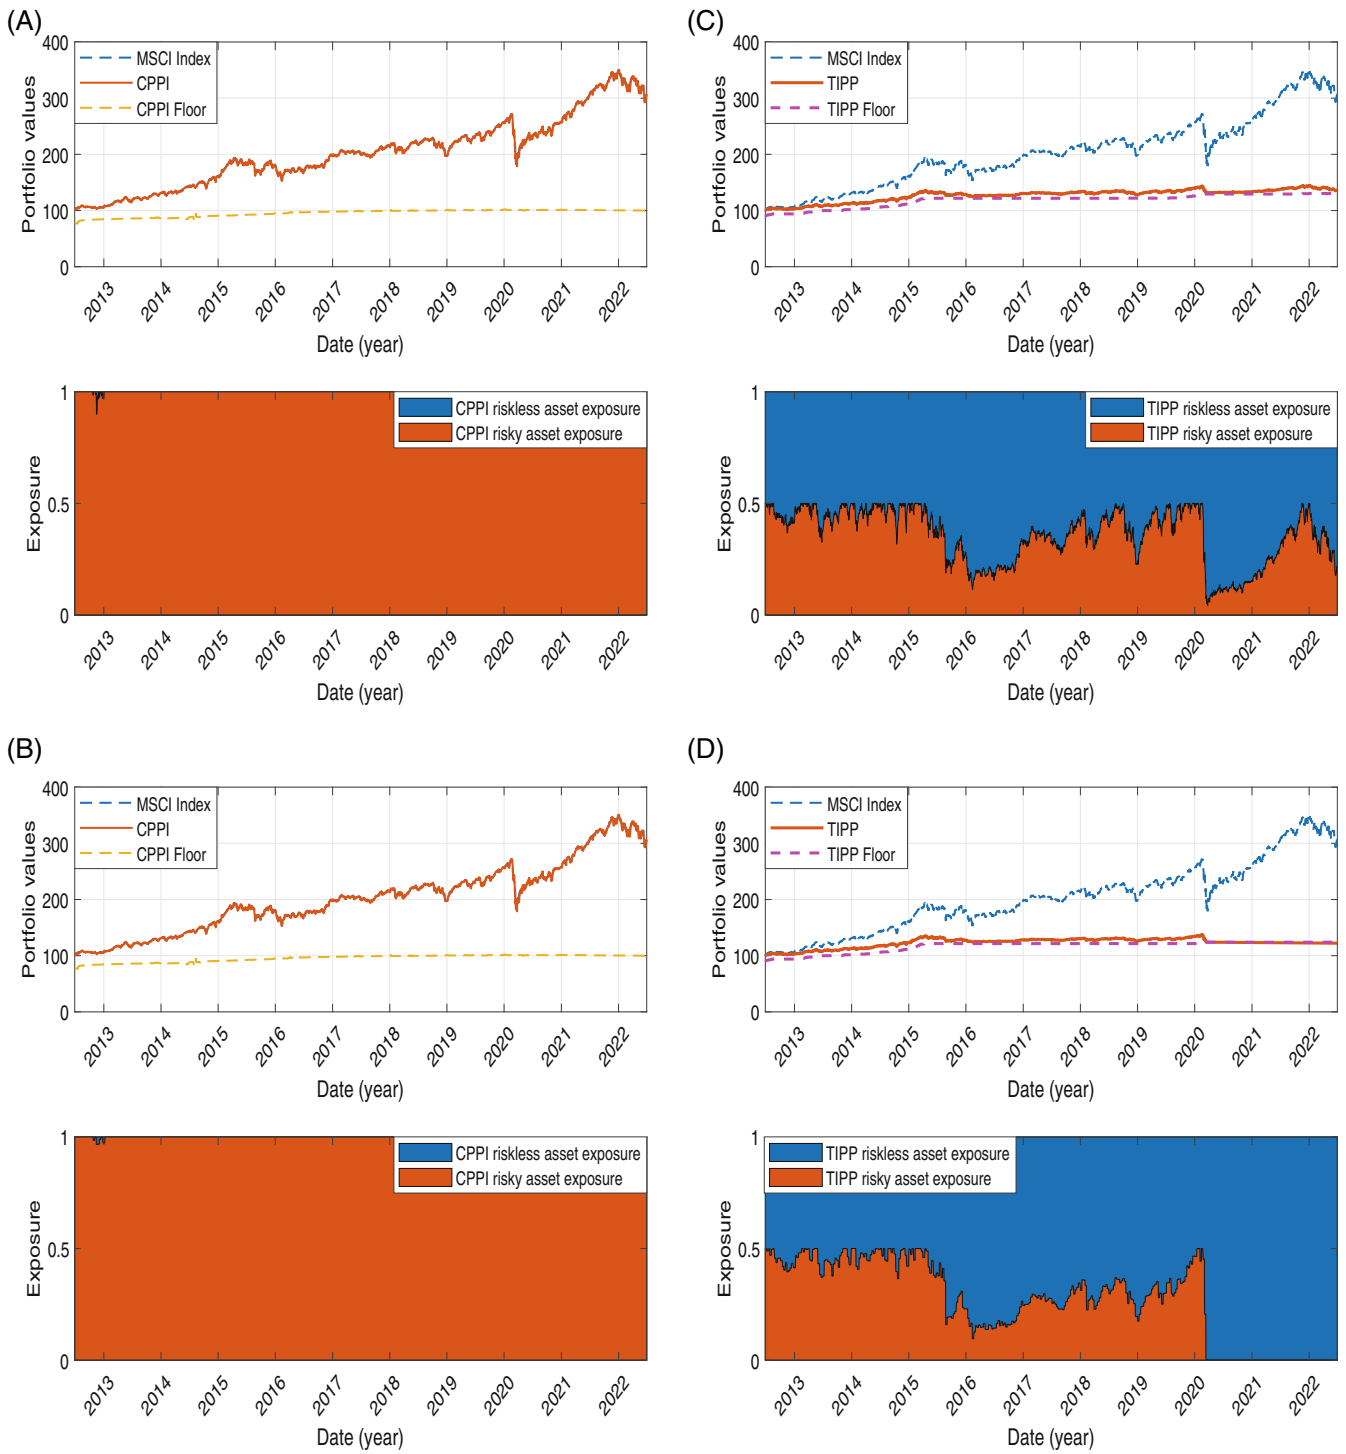 (A)
MSCI Index
CPPI
CPPI Floor
Portfolio values
400
300
200
100
0
2013
2014
2015
2016
2017
2018
2019
2020
2021
2022
Date (year)
CPPI riskless asset exposure
CPPI risky asset exposure
Exposure
1
0.5
0
2013
2014
2015
2016
2017
2018
2019
2020
2021
2022
Date (year)
(C)
MSCI Index
TIPP
TIPP Floor
Portfolio values
400
300
200
100
0
2013
2014
2015
2016
2017
2018
2019
2020
2021
2022
Date (year)
TIPP riskless asset exposure
TIPP risky asset exposure
Exposure
1
0.5
0
2013
2014
2015
2016
2017
2018
2019
2020
2021
2022
Date (year)
(B)
MSCI Index
CPPI
CPPI Floor
Portfolio values
400
300
200
100
0
2013
2014
2015
2016
2017
2018
2019
2020
2021
2022
Date (year)
CPPI riskless asset exposure
CPPI risky asset exposure
Exposure
1
0.5
0
2013
2014
2015
2016
2017
2018
2019
2020
2021
2022
Date (year)
(D)
MSCI Index
TIPP
TIPP Floor
Portfolio values
400
300
200
100
0
2013
2014
2015
2016
2017
2018
2019
2020
2021
2022
Date (year)
TIPP riskless asset exposure
TIPP risky asset exposure
Exposure
1
0.5
0
2013
2014
2015
2016
2017
2018
2019
2020
2021
2022
Date (year)